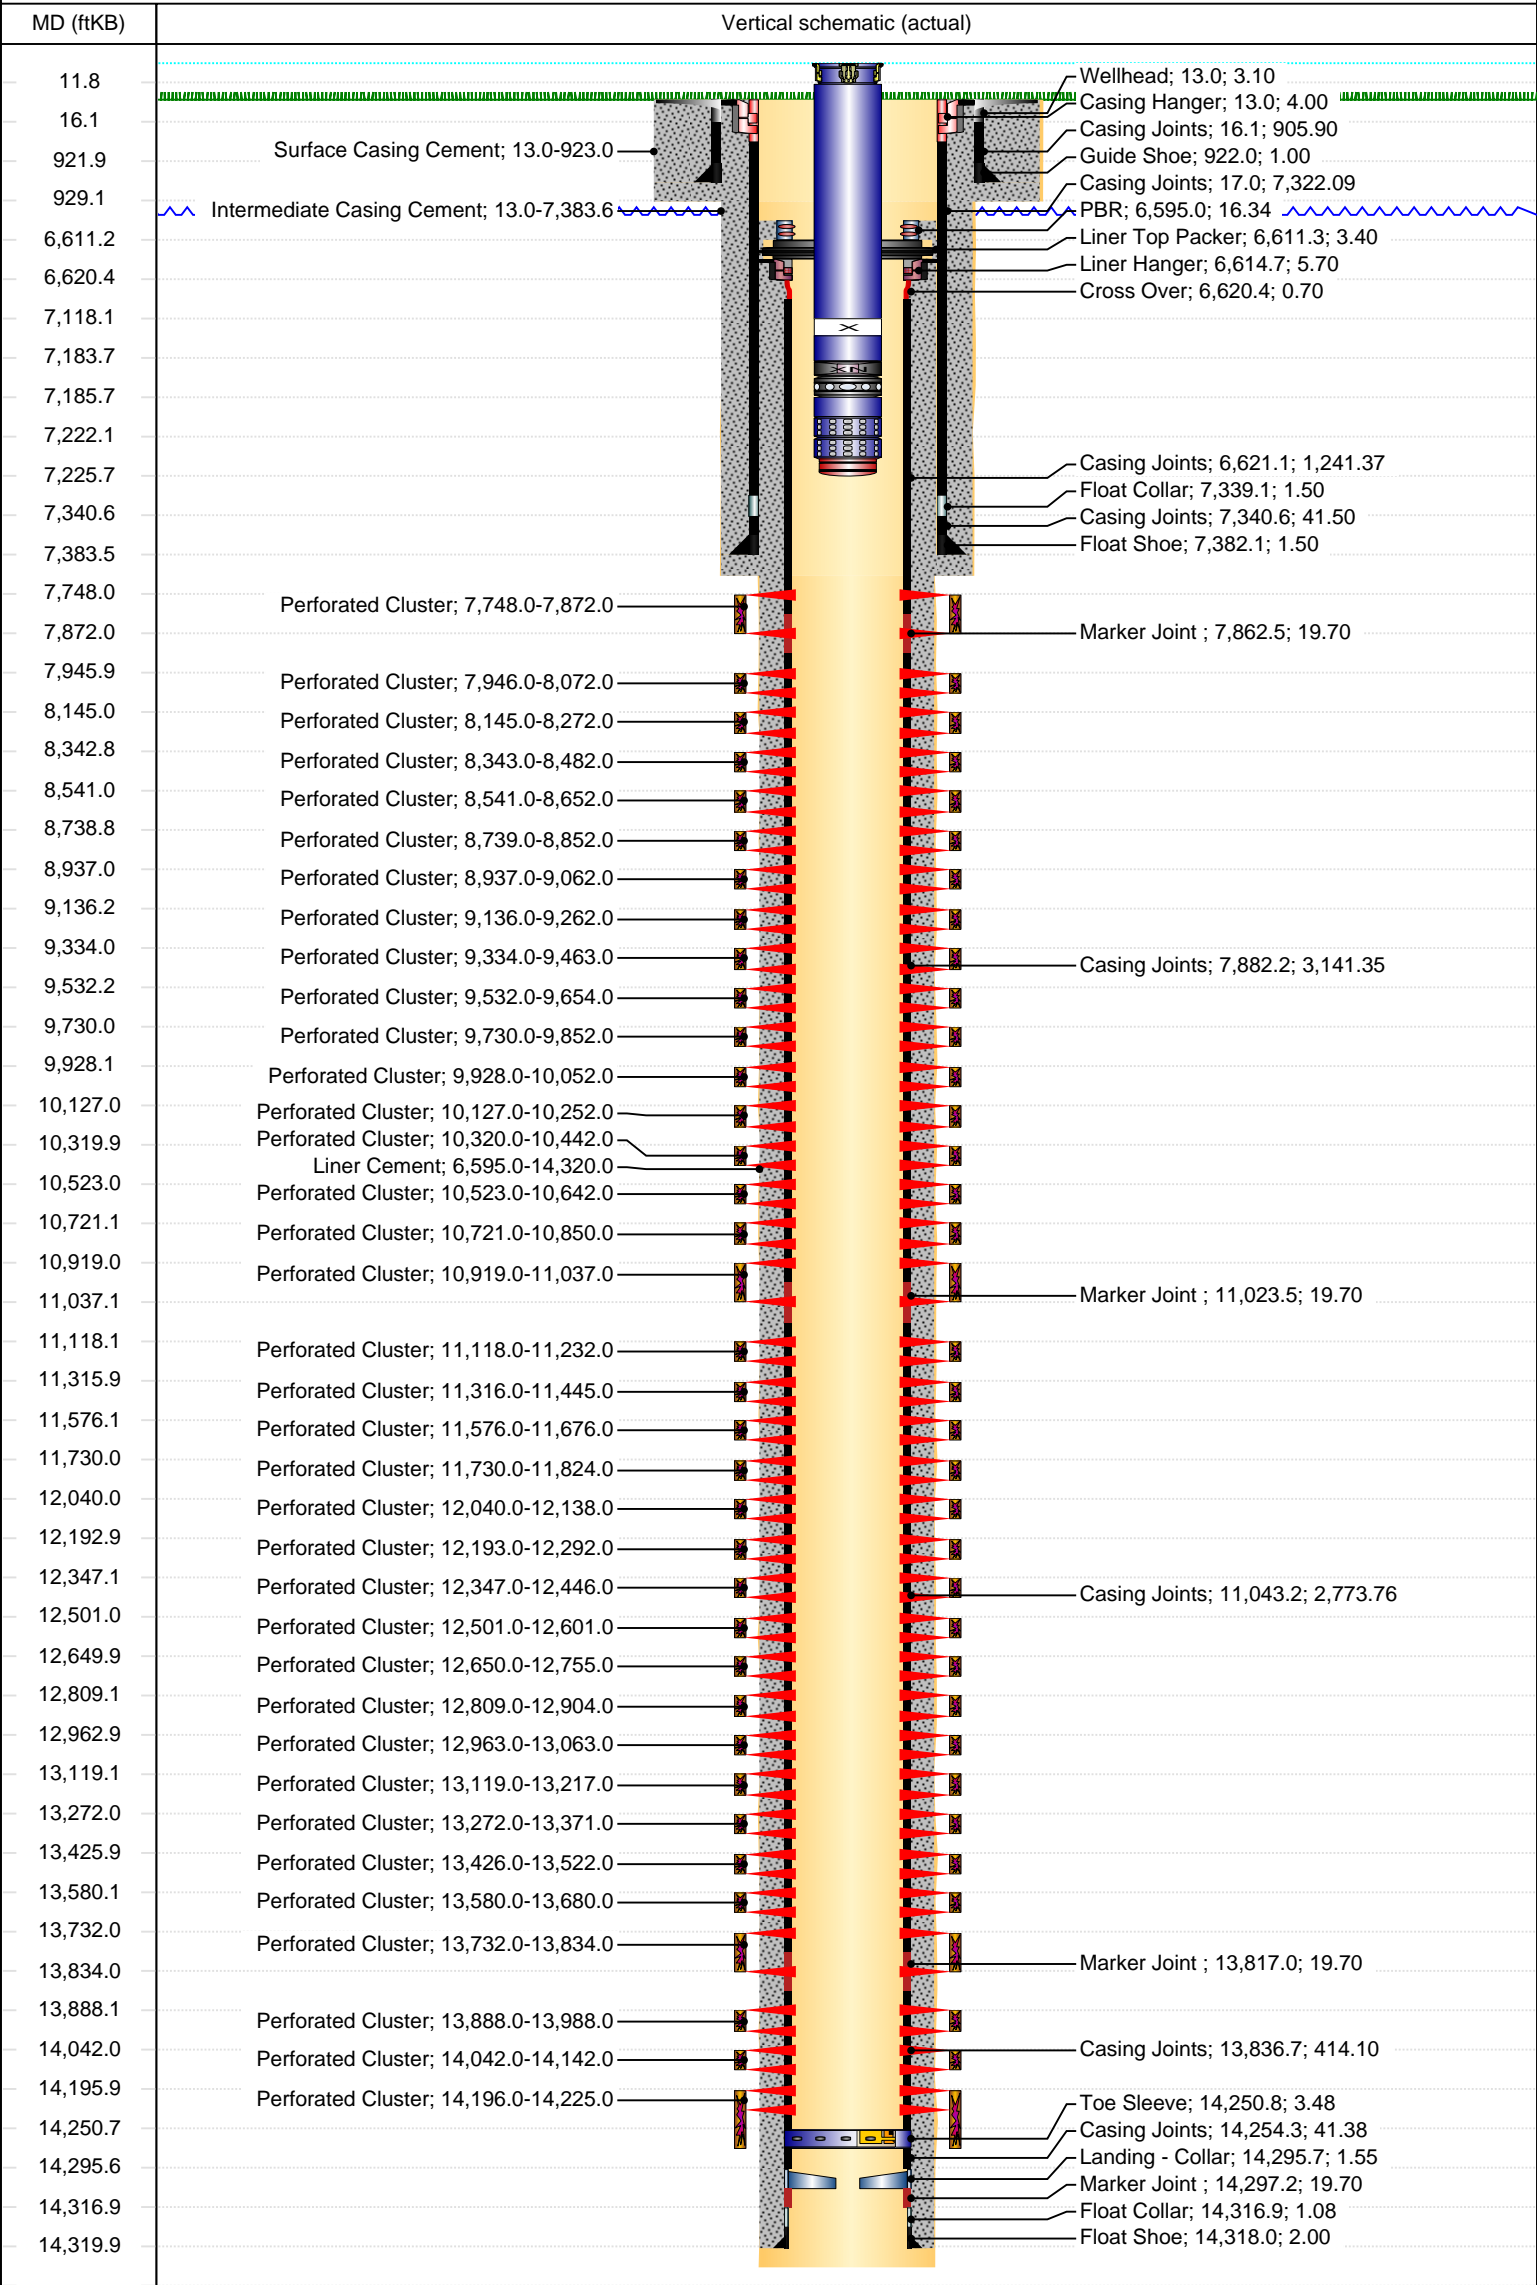 MD (ftKB)
Vertical schematic (actual)
11.8
16.1
921.9
929.1
6,611.2
6,620.4
7,118.1
7,183.7
7,185.7
7,222.1
7,225.7
7,340.6
7,383.5
7,748.0
7,872.0
7,945.9
8,145.0
8,342.8
8,541.0
8,738.8
8,937.0
9,136.2
9,334.0
9,532.2
9,730.0
9,928.1
10,127.0
10,319.9
10,523.0
10,721.1
10,919.0
11,037.1
11,118.1
11,315.9
11,576.1
11,730.0
12,040.0
12,192.9
12,347.1
12,501.0
12,649.9
12,809.1
12,962.9
13,119.1
13,272.0
13,425.9
13,580.1
13,732.0
13,834.0
13,888.1
14,042.0
14,195.9
14,250.7
14,295.6
14,316.9
14,319.9
Surface Casing Cement; 13.0-923.0
Intermediate Casing Cement; 13.0-7,383.6
Perforated Cluster; 7,748.0-7,872.0
Perforated Cluster; 7,946.0-8,072.0
Perforated Cluster; 8,145.0-8,272.0
Perforated Cluster; 8,343.0-8,482.0
Perforated Cluster; 8,541.0-8,652.0
Perforated Cluster; 8,739.0-8,852.0
Perforated Cluster; 8,937.0-9,062.0
Perforated Cluster; 9,136.0-9,262.0
Perforated Cluster; 9,334.0-9,463.0
Perforated Cluster; 9,532.0-9,654.0
Perforated Cluster; 9,730.0-9,852.0
Perforated Cluster; 9,928.0-10,052.0
Perforated Cluster; 10,127.0-10,252.0
Perforated Cluster; 10,320.0-10,442.0
Liner Cement; 6,595.0-14,320.0
Perforated Cluster; 10,523.0-10,642.0
Perforated Cluster; 10,721.0-10,850.0
Perforated Cluster; 10,919.0-11,037.0
Perforated Cluster; 11,118.0-11,232.0
Perforated Cluster; 11,316.0-11,445.0
Perforated Cluster; 11,576.0-11,676.0
Perforated Cluster; 11,730.0-11,824.0
Perforated Cluster; 12,040.0-12,138.0
Perforated Cluster; 12,193.0-12,292.0
Perforated Cluster; 12,347.0-12,446.0
Perforated Cluster; 12,501.0-12,601.0
Perforated Cluster; 12,650.0-12,755.0
Perforated Cluster; 12,809.0-12,904.0
Perforated Cluster; 12,963.0-13,063.0
Perforated Cluster; 13,119.0-13,217.0
Perforated Cluster; 13,272.0-13,371.0
Perforated Cluster; 13,426.0-13,522.0
Perforated Cluster; 13,580.0-13,680.0
Perforated Cluster; 13,732.0-13,834.0
Perforated Cluster; 13,888.0-13,988.0
Perforated Cluster; 14,042.0-14,142.0
Perforated Cluster; 14,196.0-14,225.0
X
XN
Wellhead; 13.0; 3.10
Casing Hanger; 13.0; 4.00
Casing Joints; 16.1; 905.90
Guide Shoe; 922.0; 1.00
Casing Joints; 17.0; 7,322.09
PBR; 6,595.0; 16.34
Liner Top Packer; 6,611.3; 3.40
Liner Hanger; 6,614.7; 5.70
Cross Over; 6,620.4; 0.70
Casing Joints; 6,621.1; 1,241.37
Float Collar; 7,339.1; 1.50
Casing Joints; 7,340.6; 41.50
Float Shoe; 7,382.1; 1.50
Marker Joint ; 7,862.5; 19.70
Casing Joints; 7,882.2; 3,141.35
Marker Joint ; 11,023.5; 19.70
Casing Joints; 11,043.2; 2,773.76
Marker Joint ; 13,817.0; 19.70
Casing Joints; 13,836.7; 414.10
Toe Sleeve; 14,250.8; 3.48
Casing Joints; 14,254.3; 41.38
Landing - Collar; 14,295.7; 1.55
Marker Joint ; 14,297.2; 19.70
Float Collar; 14,316.9; 1.08
Float Shoe; 14,318.0; 2.00